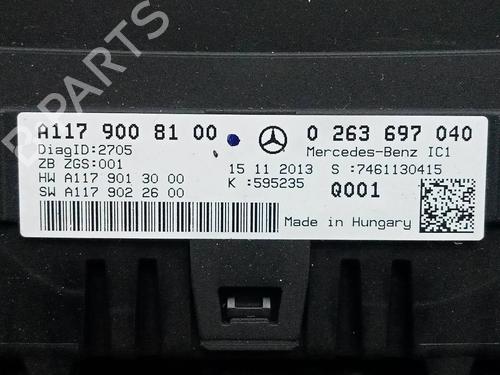 A117 900 81 00 0 263 697 040
DiagID:2705 Mercedes-Benz IC1
ZB ZGS:001 15 11 2013 S :7461130415
HW A117 901 30 00 K :595235 Q001
SW A117 902 26 00
Made in Hungary
B-PARTS